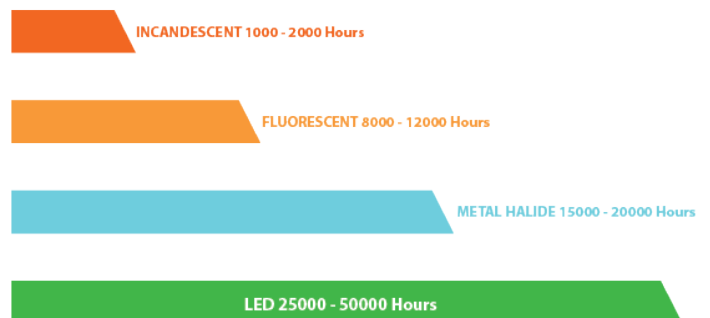 INCANDESCENT 1000 - 2000 Hours
FLUORESCENT 8000 - 12000 Hours
METAL HALIDE 15000 - 20000 Hours
LED 25000 - 50000 Hours